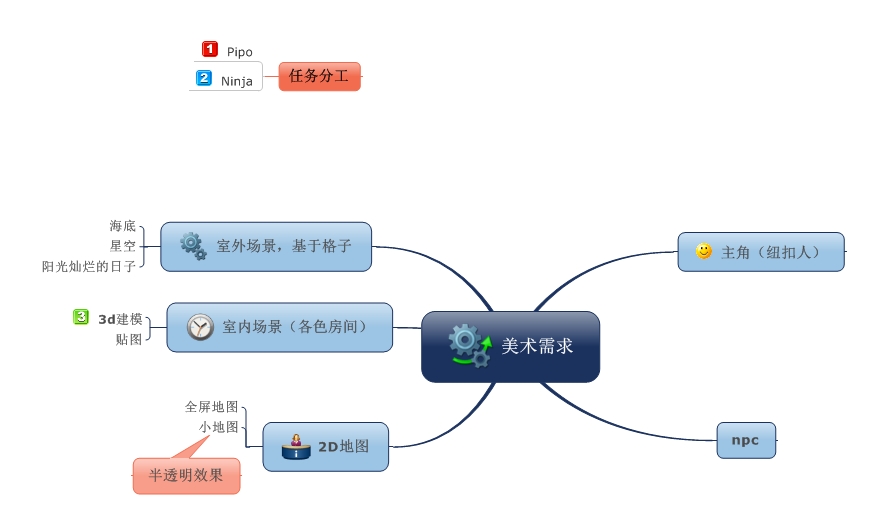 1 Pipo
2 Ninja
任务分工
海底
星空
阳光灿烂的日子
室外场景，基于格子
主角（纽扣人）
3 3d建模
贴图
室内场景（各色房间）
美术需求
全屏地图
小地图
2D地图
半透明效果
npc